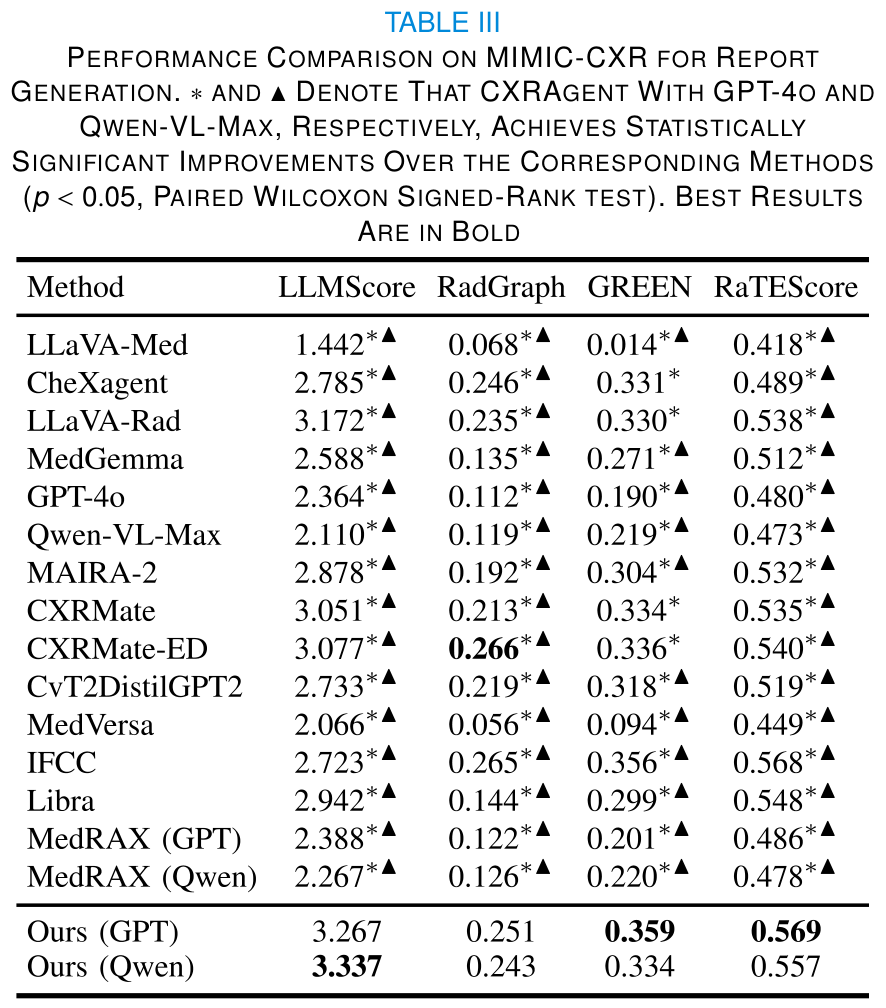 TABLE III
PERFORMANCE COMPARISON ON MIMIC-CXR FOR REPORT
GENERATION. * AND ▲ DENOTE THAT CXRAGENT WITH GPT-4O AND
QWEN-VL-MAX, RESPECTIVELY, ACHIEVES STATISTICALLY
SIGNIFICANT IMPROVEMENTS OVER THE CORRESPONDING METHODS
(p < 0.05, PAIRED WILCOXON SIGNED-RANK TEST). BEST RESULTS
ARE IN BOLD
Method LLMScore RadGraph GREEN RaTEScore
LLaVA-Med 1.442*▲ 0.068*▲ 0.014*▲ 0.418*▲
CheXagent 2.785*▲ 0.246*▲ 0.331* 0.489*▲
LLaVA-Rad 3.172*▲ 0.235*▲ 0.330* 0.538*▲
MedGemma 2.588*▲ 0.135*▲ 0.271*▲ 0.512*▲
GPT-4o 2.364*▲ 0.112*▲ 0.190*▲ 0.480*▲
Qwen-VL-Max 2.110*▲ 0.119*▲ 0.219*▲ 0.473*▲
MAIRA-2 2.878*▲ 0.192*▲ 0.304*▲ 0.532*▲
CXRMate 3.051*▲ 0.213*▲ 0.334* 0.535*▲
CXRMate-ED 3.077*▲ 0.266*▲ 0.336* 0.540*▲
CvT2DistilGPT2 2.733*▲ 0.219*▲ 0.318*▲ 0.519*▲
MedVersa 2.066*▲ 0.056*▲ 0.094*▲ 0.449*▲
IFCC 2.723*▲ 0.265*▲ 0.356*▲ 0.568*▲
Libra 2.942*▲ 0.144*▲ 0.299*▲ 0.548*▲
MedRAX (GPT) 2.388*▲ 0.122*▲ 0.201*▲ 0.486*▲
MedRAX (Qwen) 2.267*▲ 0.126*▲ 0.220*▲ 0.478*▲
Ours (GPT) 3.267 0.251 0.359 0.569
Ours (Qwen) 3.337 0.243 0.334 0.557